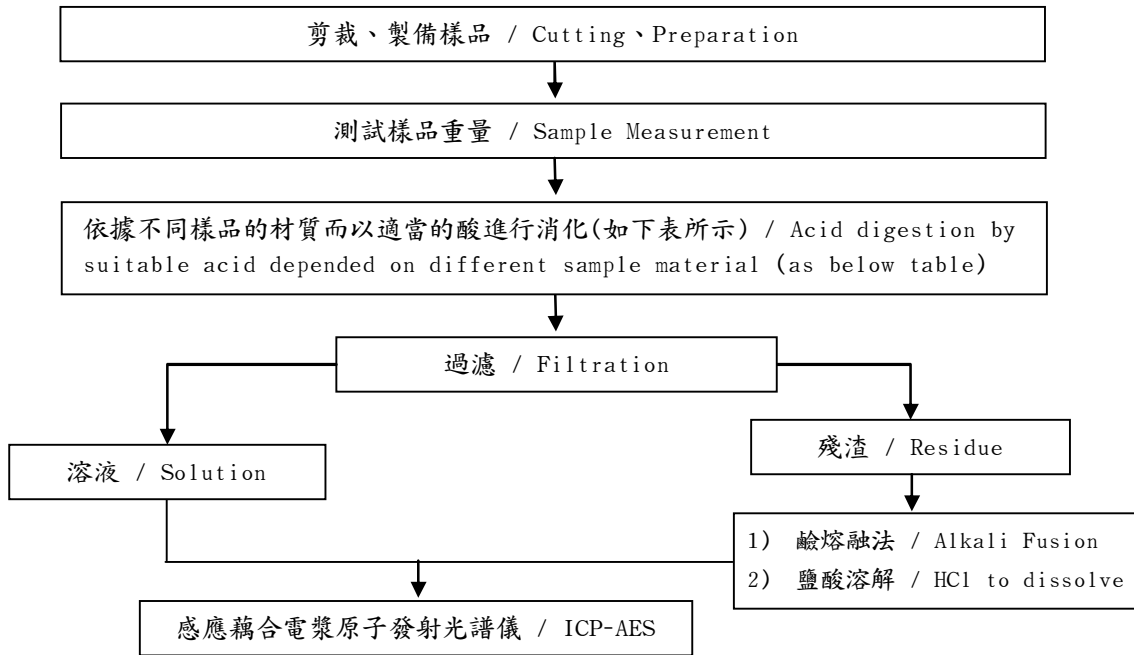 剪裁、製備樣品 / Cutting、Preparation
測試樣品重量 / Sample Measurement
依據不同樣品的材質而以適當的酸進行消化(如下表所示) / Acid digestion by
suitable acid depended on different sample material (as below table)
過濾 / Filtration
溶液 / Solution
殘渣 / Residue
1) 鹼熔融法 / Alkali Fusion
2) 鹽酸溶解 / HCl to dissolve
感應藕合電漿原子發射光譜儀 / ICP-AES